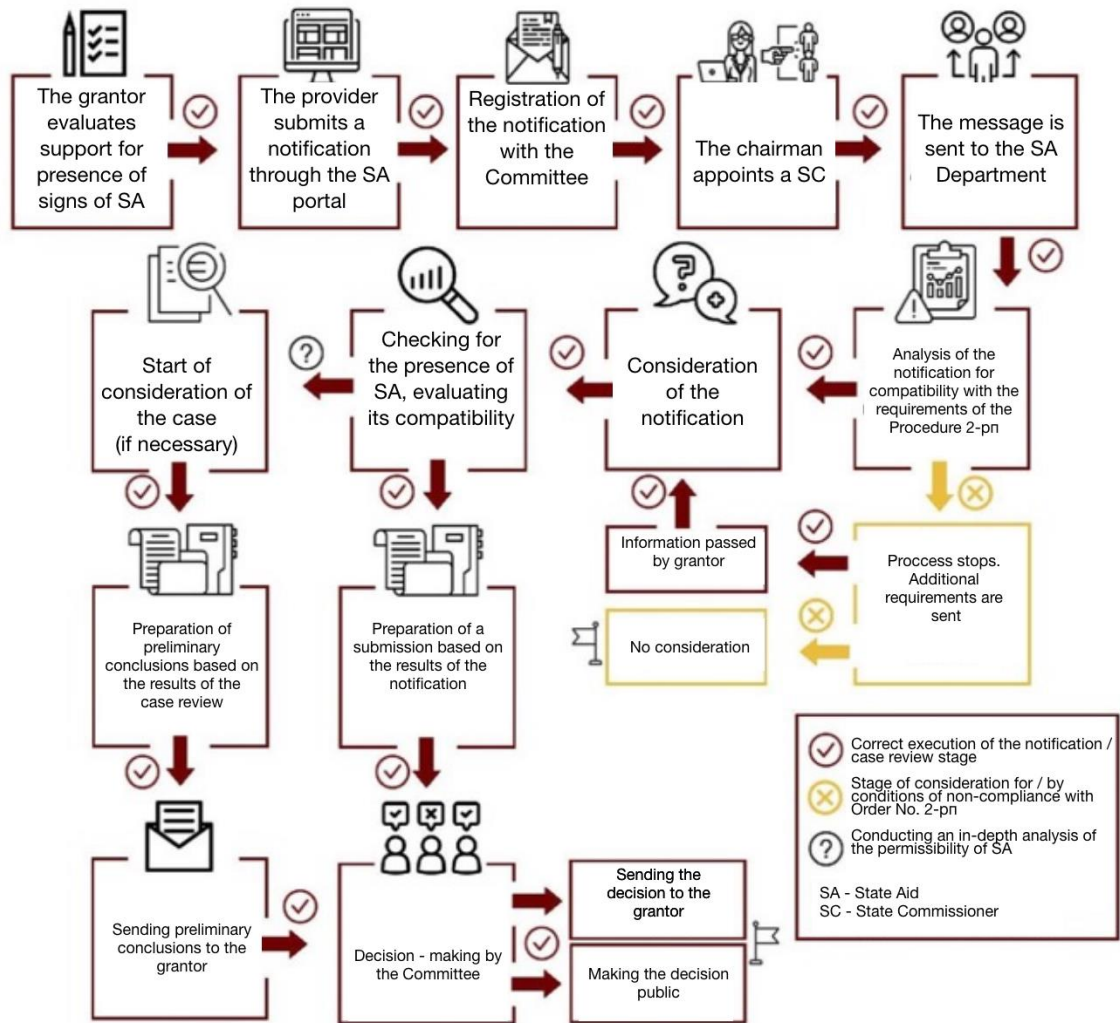 The grantor
evaluates
support for
presence of
signs of SA
The provider
submits a
notification
through the SA
portal
Registration of
the notification
with the
Committee
The chairman
appoints a SC
The message is
sent to the SA
Department
Start of
consideration of
the case
(if necessary)
Checking for
the presence of
SA, evaluating
its compatibility
Consideration
of the
notification
Analysis of the
notification for
compatibility with the
requirements of the
Procedure 2-рп
Information passed
by grantor
Proccess stops.
Additional
requirements are
sent
No consideration
Preparation of
preliminary
conclusions based on
the results of the
case review
Preparation of a
submission based on
the results of the
notification
Correct execution of the notification /
case review stage
Stage of consideration for / by
conditions of non-compliance with
Order No. 2-рп
Conducting an in-depth analysis of
the permissibility of SA
SA - State Aid
SC - State Commissioner
Sending preliminary
conclusions to the
grantor
Decision - making by
the Committee
Sending the
decision to the
grantor
Making the decision
public